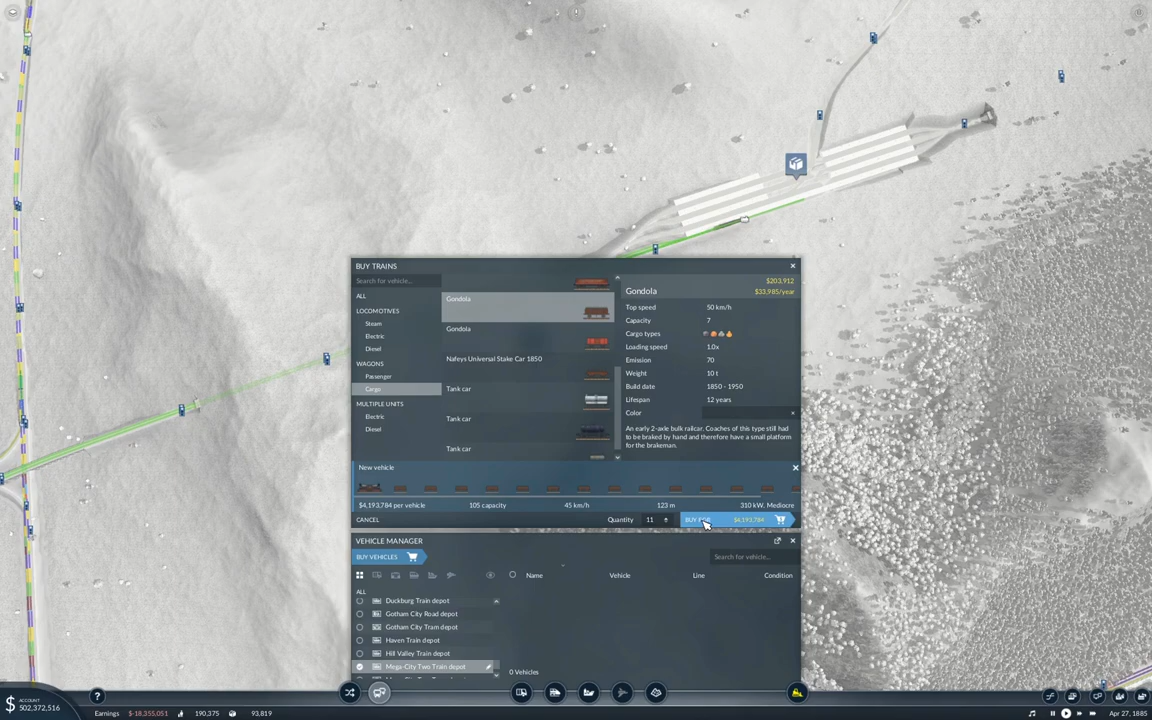 BUY TRAINS
Search for vehicle...
ALL
LOCOMOTIVES
Steam
Electric
Diesel
WAGONS
Passenger
Cargo
MULTIPLE UNITS
Electric
Diesel
Gondola
Gondola
Nafeys Universal Stake Car 1850
Tank car
Tank car
Tank car
$203,912
Gondola
$33,985/year
Top speed 50 km/h
Capacity 7
Cargo types
Loading speed 1.0x
Emission 70
Weight 10 t
Build date 1850 - 1950
Lifespan 12 years
Color
An early 2-axle bulk railcar. Coaches of this type still had
to be braked by hand and therefore have a small platform
for the brakeman.
New vehicle
$4,193,784 per vehicle 105 capacity 45 km/h 123 m 310 kW, Mediocre
CANCEL Quantity 11 BUY FOR $4,193,784
VEHICLE MANAGER
BUY VEHICLES Search for vehicle...
Name Vehicle Line Condition
ALL
Duckburg Train depot
Gotham City Road depot
Gotham City Tram depot
Haven Train depot
Hill Valley Train depot
Mega-City Two Train depot
0 Vehicles
$ ACCOUNT
502,372,516
?
Earnings $-18,355,051 190,375 93,819
Apr 27, 1885